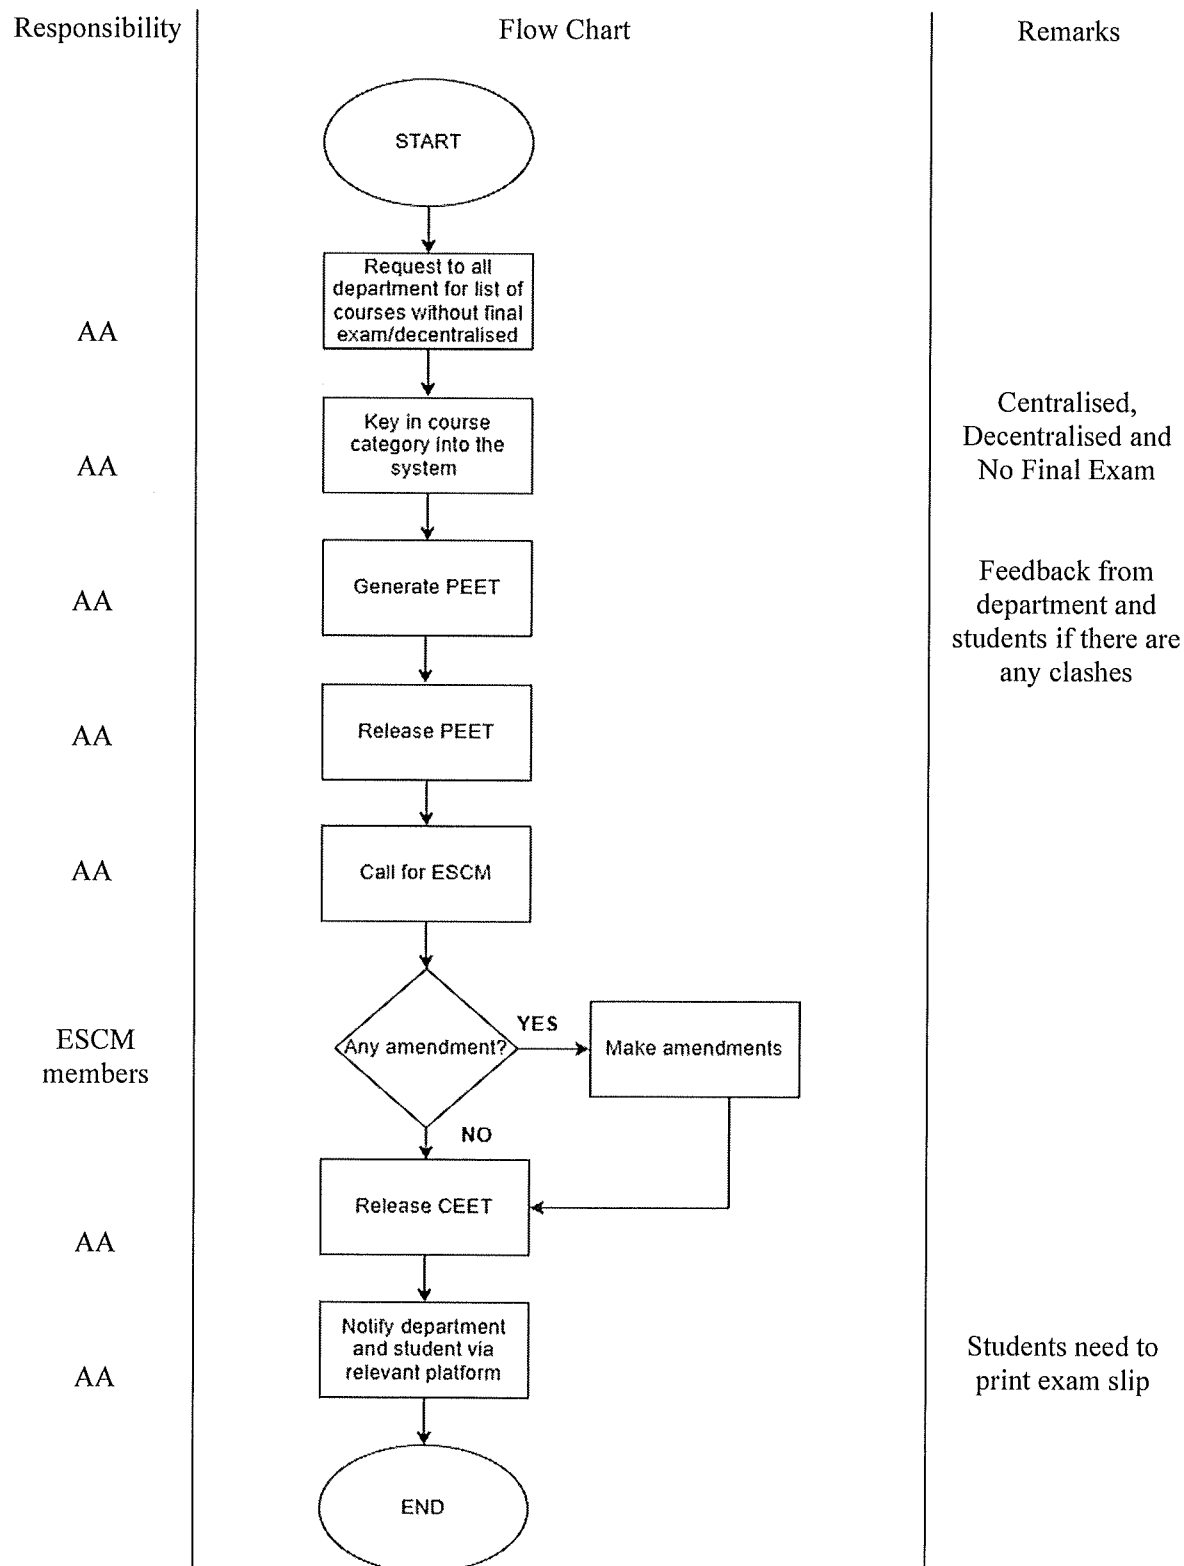 Responsibility
Flow Chart
Remarks
START
Request to all
department for list of
courses without final
exam/decentralised
AA
Key in course
category into the
system
AA
Centralised,
Decentralised and
No Final Exam
Generate PEET
AA
Feedback from
department and
students if there are
any clashes
Release PEET
AA
Call for ESCM
AA
Any amendment?
YES
Make amendments
ESCM
members
NO
Release CEET
AA
Notify department
and student via
relevant platform
AA
Students need to
print exam slip
END